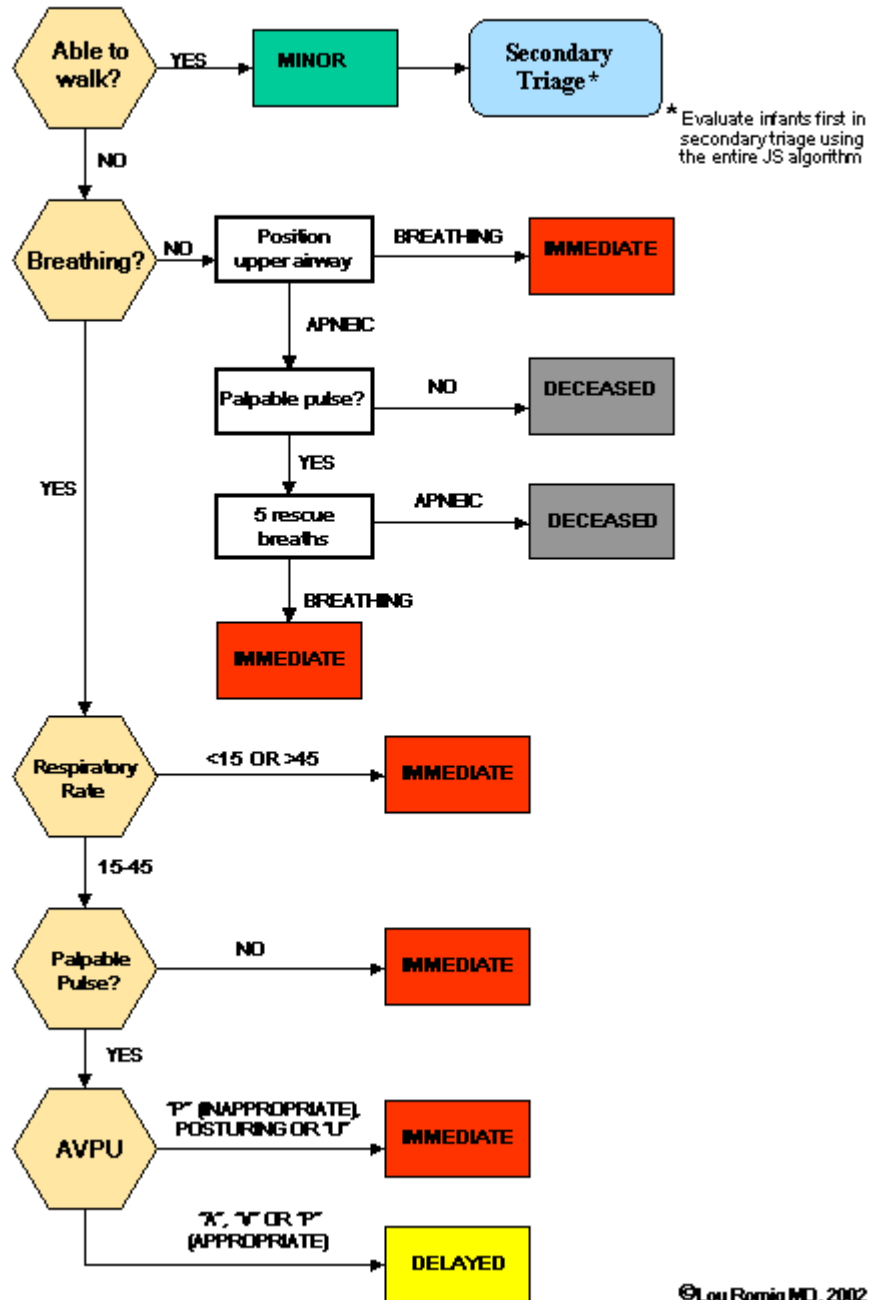 Able to
walk?
YES
MINOR
Secondary
Triage*
* Evaluate infants first in
secondary triage using
the entire JS algorithm
NO
Breathing?
NO
Position
upper airway
BREATHING
IMMEDIATE
APNEIC
Palpable pulse?
NO
DECEASED
YES
YES
5 rescue
breaths
APNEIC
DECEASED
BREATHING
IMMEDIATE
Respiratory
Rate
<15 OR >45
IMMEDIATE
15-45
Palpable
Pulse?
NO
IMMEDIATE
YES
AVPU
"P" (INAPPROPRIATE),
POSTURING OR "U"
IMMEDIATE
"A", "V" OR "P"
(APPROPRIATE)
DELAYED
©Lou Romig MD, 2002